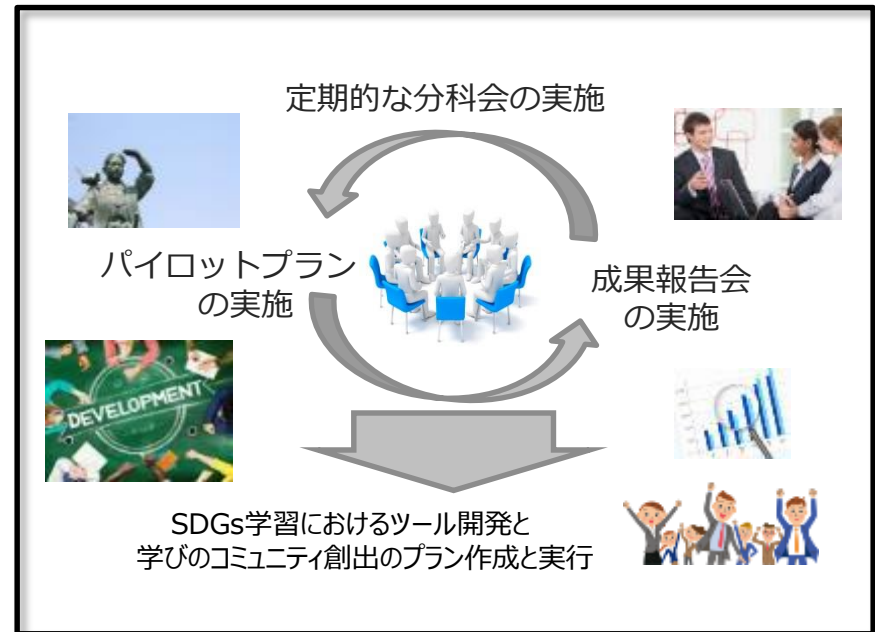 定期的な分科会の実施
パイロットプラン
の実施
成果報告会
の実施
DEVELOPMENT
SDGs学習におけるツール開発と
学びのコミュニティ創出のプラン作成と実行